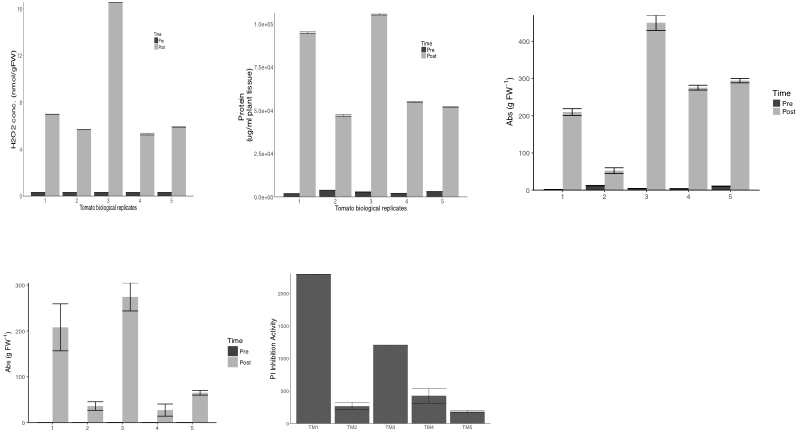 H2O2 conc. (nmol/gFW)
16
12
8
4
0
1 2 3 4 5
Tomato biological replicates
Time
Pre
Post
Protein
(ug/ml plant tissue)
1.0e+05
7.5e+04
5.0e+04
2.5e+04
0.0e+00
1 2 3 4 5
Tomato biological replicates
Time
Pre
Post
Abs (g FW⁻¹)
400
300
200
100
0
1 2 3 4 5
Time
Pre
Post
Abs (g FW⁻¹)
300
200
100
0
1 2 3 4 5
Time
Pre
Post
PI Inhibition Activity
2000
1500
1000
500
0
TM1 TM2 TM3 TM4 TM5